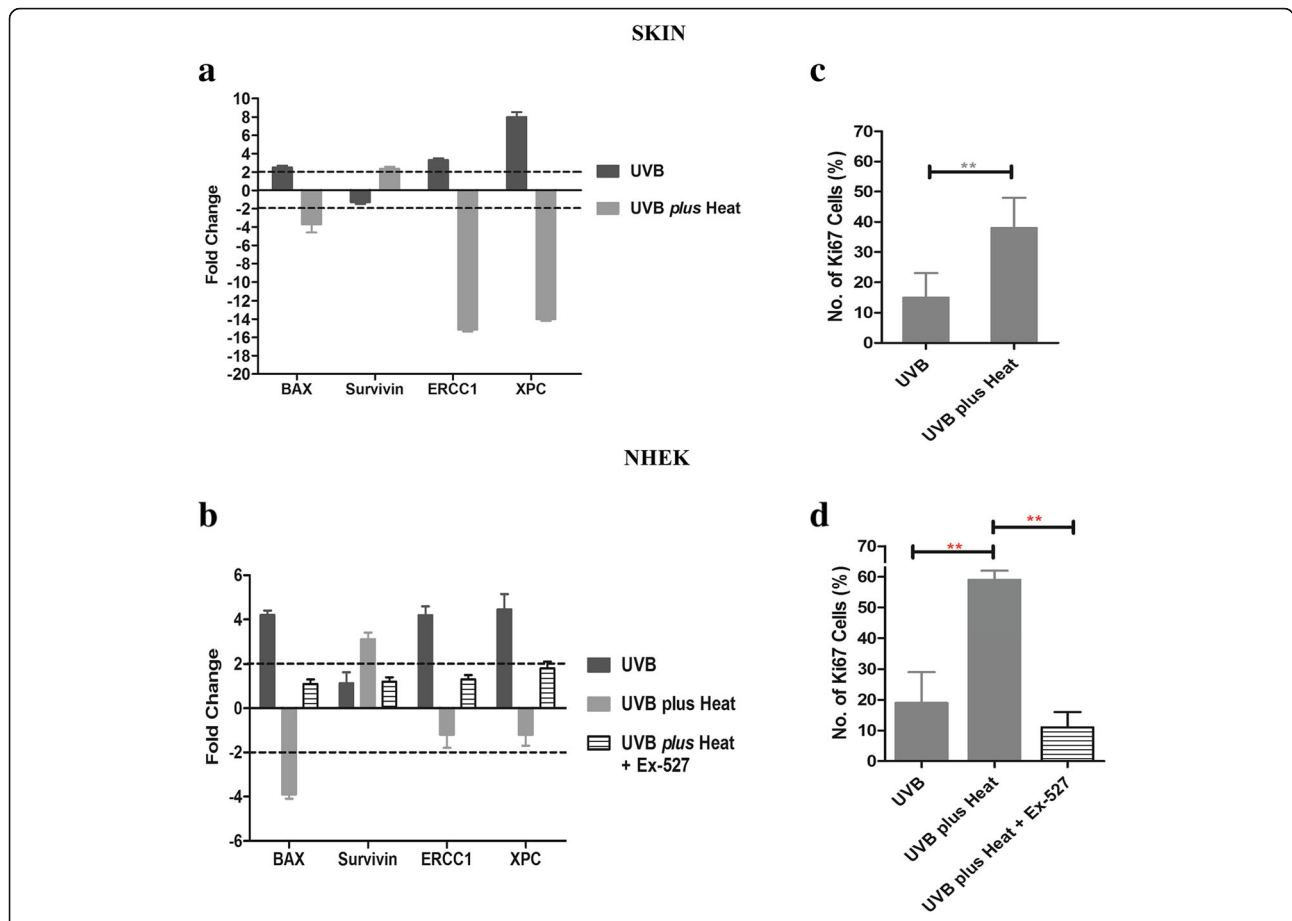 SKIN
a
10
8
6
4
2
0
-2
-4
-6
-8
-10
-12
-14
-16
-18
-20
Fold Change
BAX Survivin ERCC1 XPC
UVB
UVB plus Heat
c
70
60
50
40
30
20
10
0
No. of Ki67 Cells (%)
**
UVB
UVB plus Heat
NHEK
b
6
4
2
0
-2
-4
-6
Fold Change
BAX Survivin ERCC1 XPC
UVB
UVB plus Heat
UVB plus Heat
+ Ex-527
d
70
60
50
40
30
20
10
0
No. of Ki67 Cells (%)
**
**
UVB
UVB plus Heat
UVB plus Heat + Ex-527